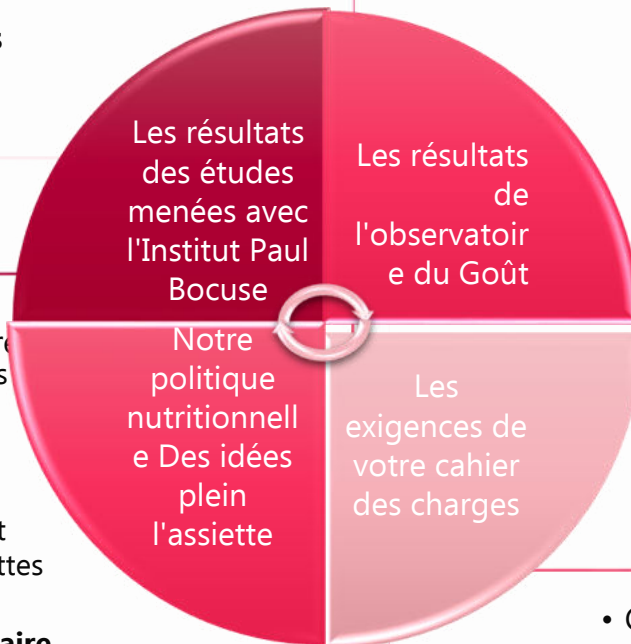 Les résultats
des études
menées avec
l'Institut Paul
Bocuse
Les résultats
de
l'observatoir
e du Goût
Notre
politique
nutritionnell
e Des idées
plein
l'assiette
Les
exigences de
votre cahier
des charges